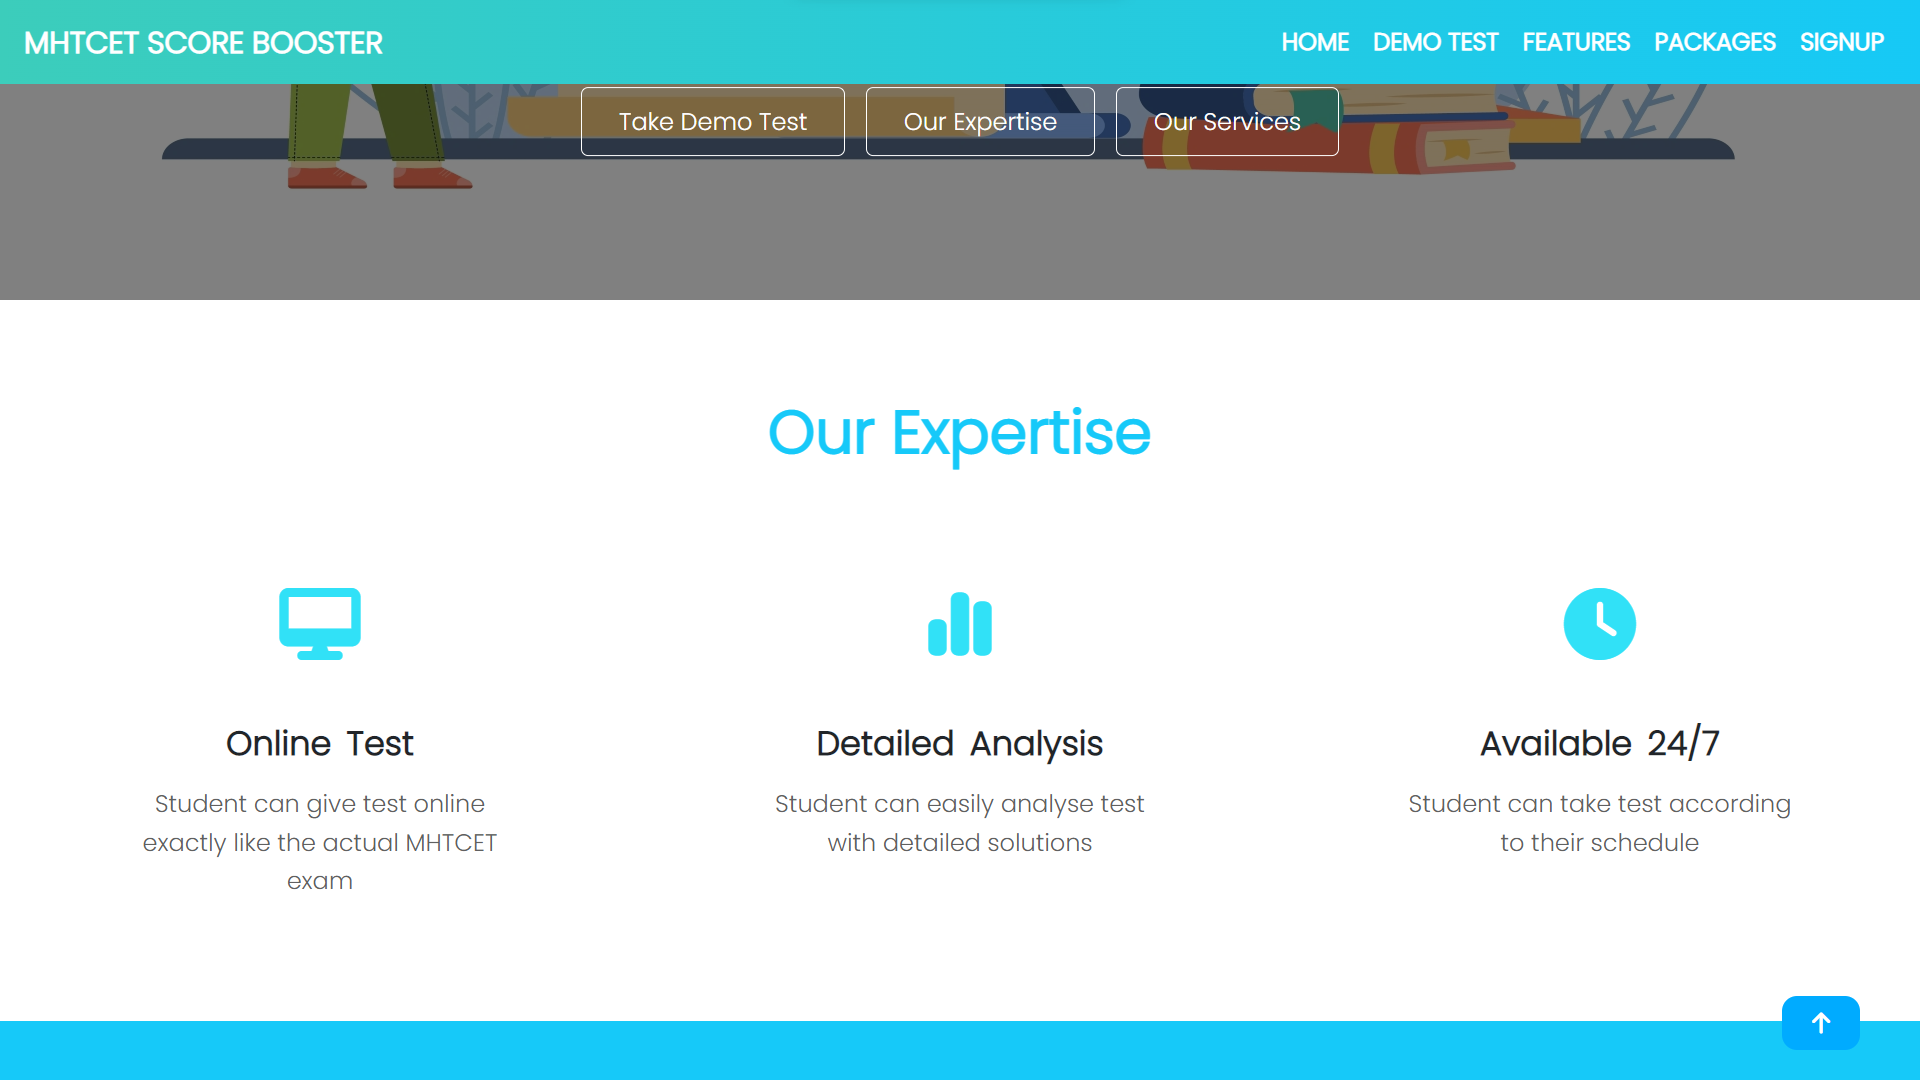 MHTCET SCORE BOOSTER
HOME DEMO TEST FEATURES PACKAGES SIGNUP
Take Demo Test Our Expertise Our Services
Our Expertise
Online Test
Student can give test online
exactly like the actual MHTCET
exam
Detailed Analysis
Student can easily analyse test
with detailed solutions
Available 24/7
Student can take test according
to their schedule